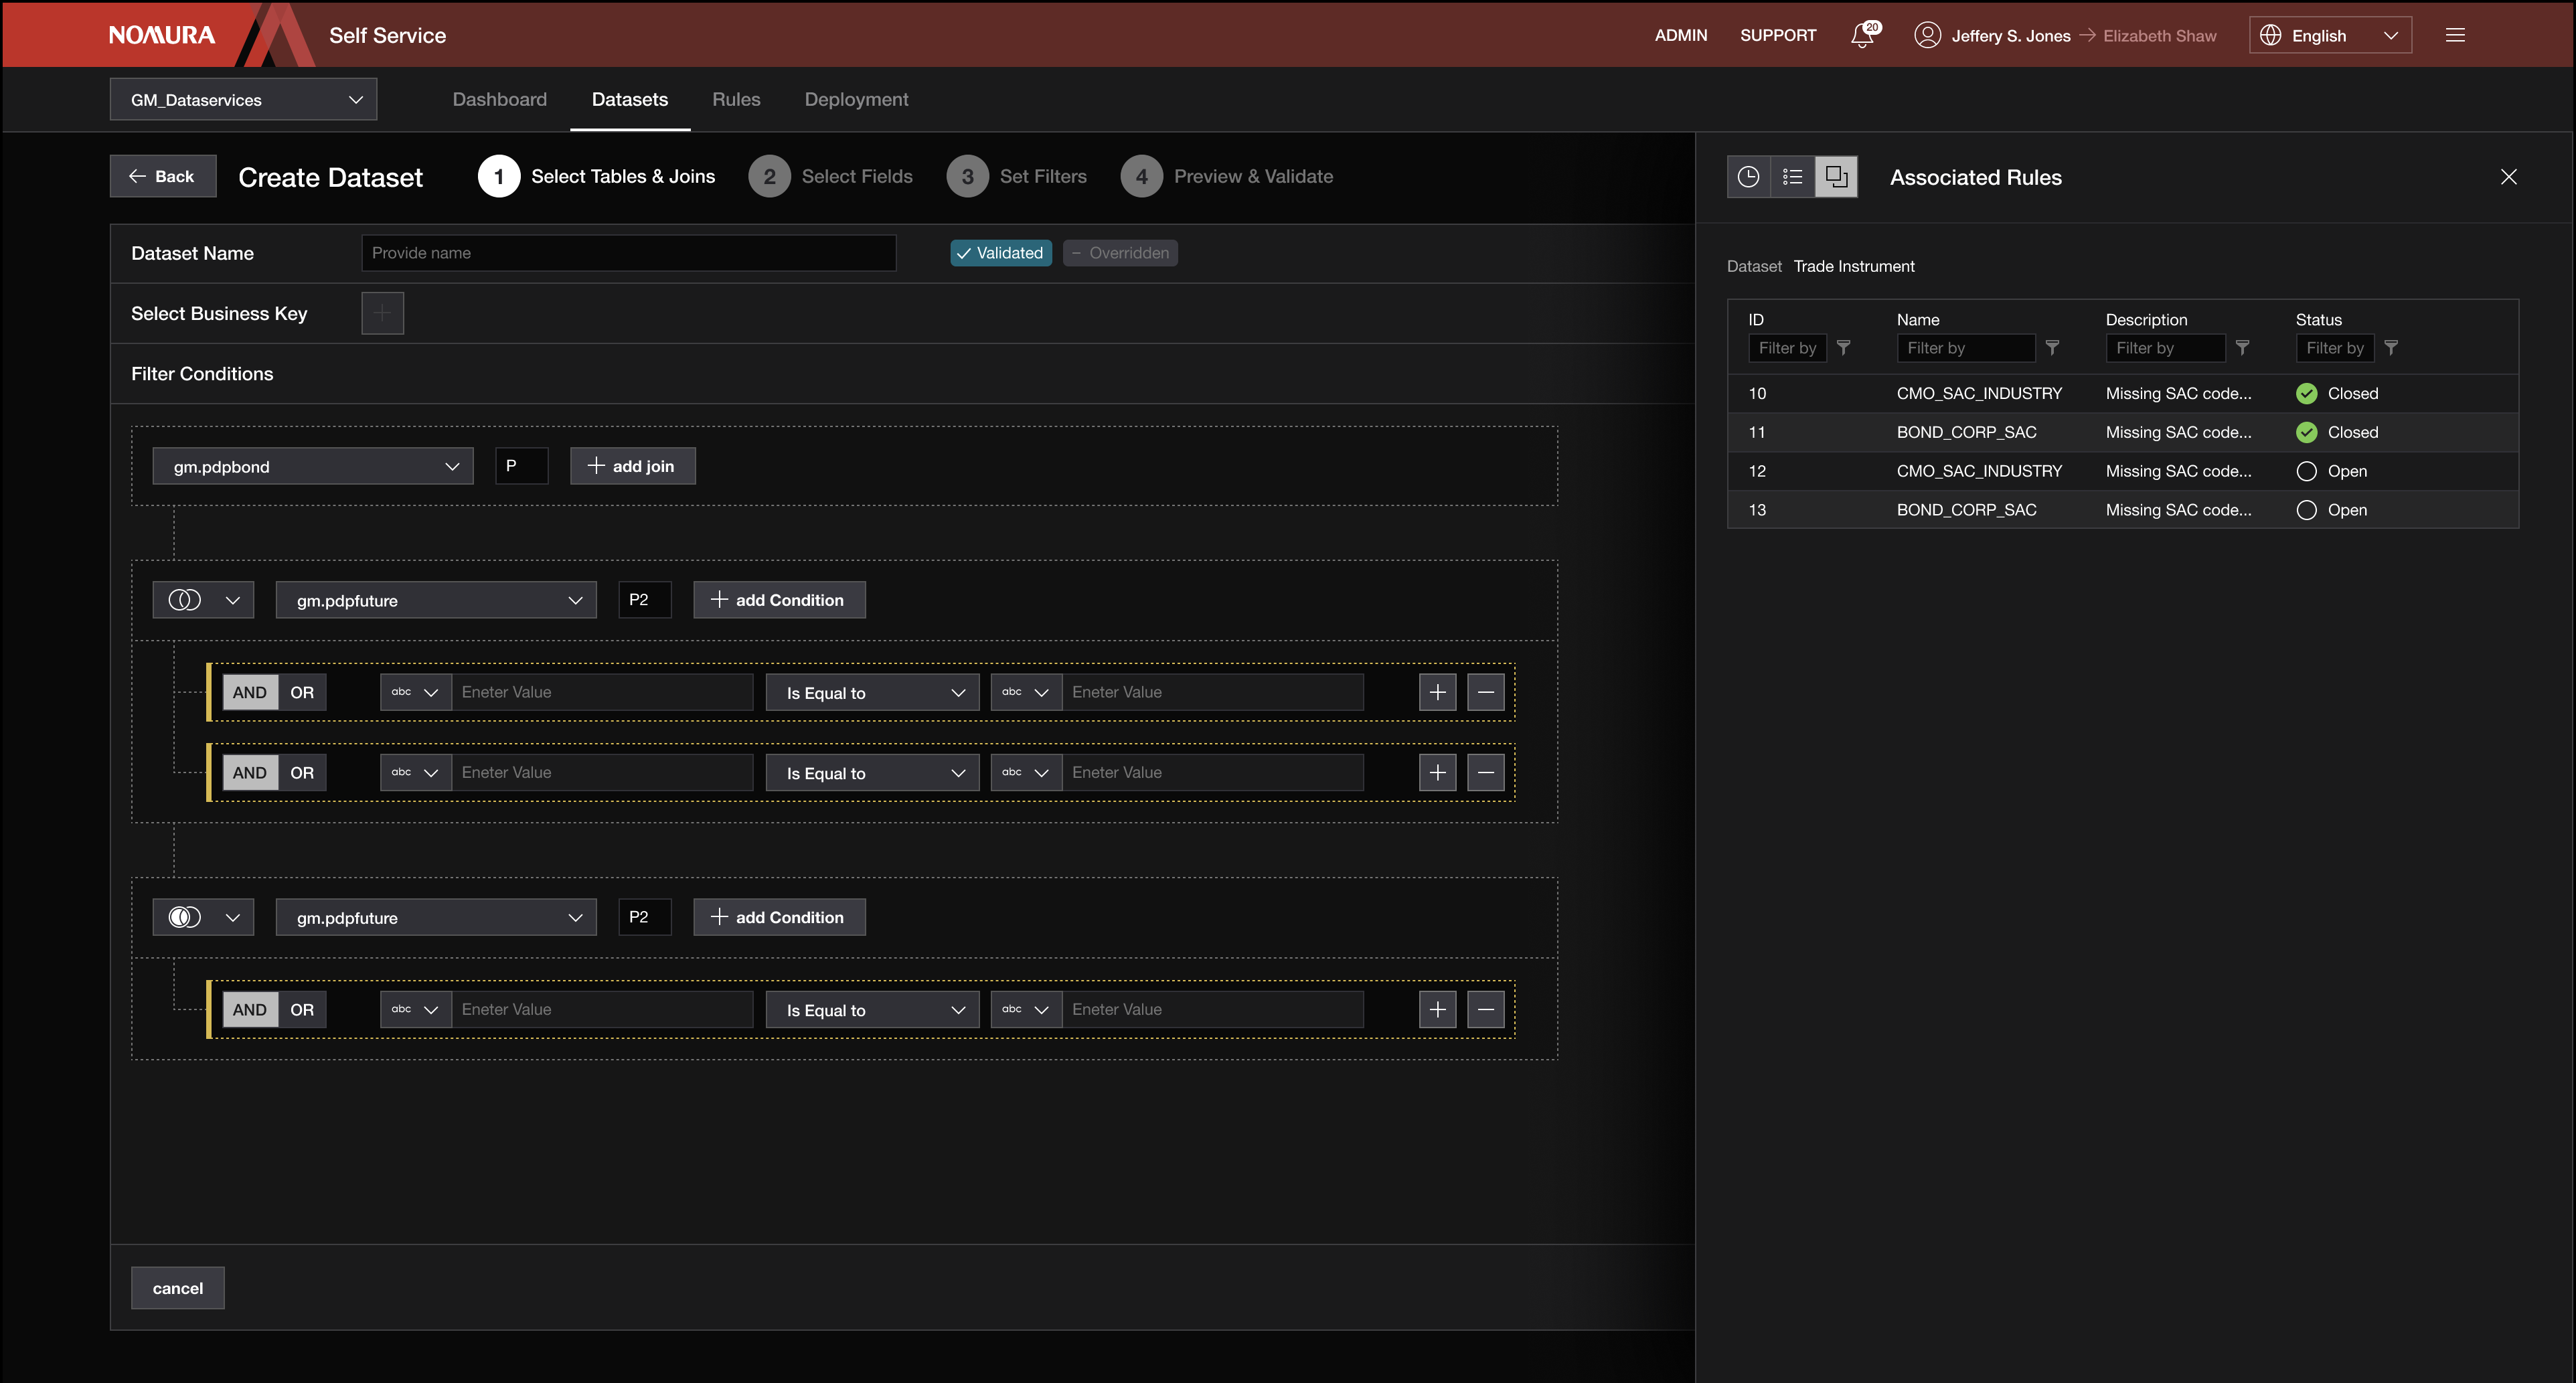 NOMURA Self Service ADMIN SUPPORT 20 Jeffery S. Jones → Elizabeth Shaw English
GM_Dataservices Dashboard Datasets Rules Deployment
← Back Create Dataset 1 Select Tables & Joins 2 Select Fields 3 Set Filters 4 Preview & Validate
Dataset Name Provide name Validated Overridden
Select Business Key +
Filter Conditions
gm.pdpbond P + add join
gm.pdpfuture P2 + add Condition
AND OR abc Eneter Value Is Equal to abc Eneter Value + −
AND OR abc Eneter Value Is Equal to abc Eneter Value + −
gm.pdpfuture P2 + add Condition
AND OR abc Eneter Value Is Equal to abc Eneter Value + −
cancel
Associated Rules
Dataset Trade Instrument
ID Name Description Status
Filter by Filter by Filter by Filter by
10 CMO_SAC_INDUSTRY Missing SAC code... Closed
11 BOND_CORP_SAC Missing SAC code... Closed
12 CMO_SAC_INDUSTRY Missing SAC code... Open
13 BOND_CORP_SAC Missing SAC code... Open